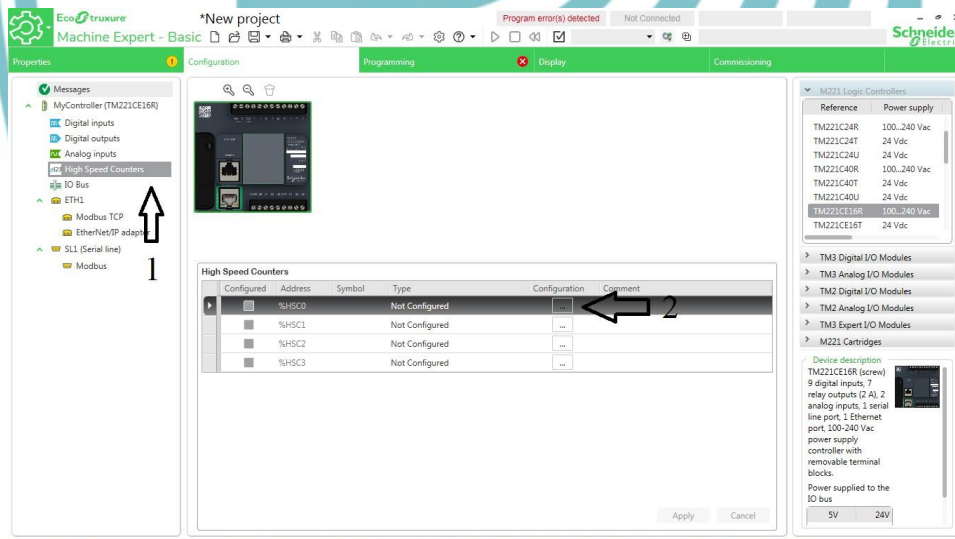 EcoStruxure
Machine Expert - Basic
*New project
Program error(s) detected
Not Connected
Schneider
Electri
Properties
Configuration
Programming
Display
Commissioning
Messages
MyController (TM221CE16R)
Digital inputs
Digital outputs
Analog inputs
High Speed Counters
IO Bus
ETH1
Modbus TCP
EtherNet/IP adapter
SL1 (Serial line)
Modbus
1
High Speed Counters
Configured Address Symbol Type Configuration Comment
%HSC0 Not Configured ...
2
%HSC1 Not Configured ...
%HSC2 Not Configured ...
%HSC3 Not Configured ...
Apply Cancel
M221 Logic Controllers
Reference Power supply
TM221C24R 100...240 Vac
TM221C24T 24 Vdc
TM221C24U 24 Vdc
TM221C40R 100...240 Vac
TM221C40T 24 Vdc
TM221C40U 24 Vdc
TM221CE16R 100...240 Vac
TM221CE16T 24 Vdc
TM3 Digital I/O Modules
TM3 Analog I/O Modules
TM2 Digital I/O Modules
TM2 Analog I/O Modules
TM3 Expert I/O Modules
M221 Cartridges
Device description
TM221CE16R (screw)
9 digital inputs, 7
relay outputs (2 A), 2
analog inputs, 1 serial
line port, 1 Ethernet
port, 100-240 Vac
power supply
controller with
removable terminal
blocks.
Power supplied to the
IO bus
5V 24V